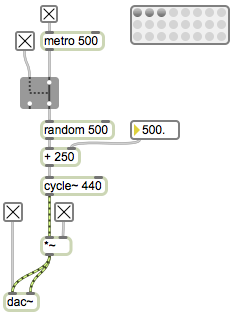 metro 500
random 500
500.
+ 250
cycle~ 440
*~
dac~